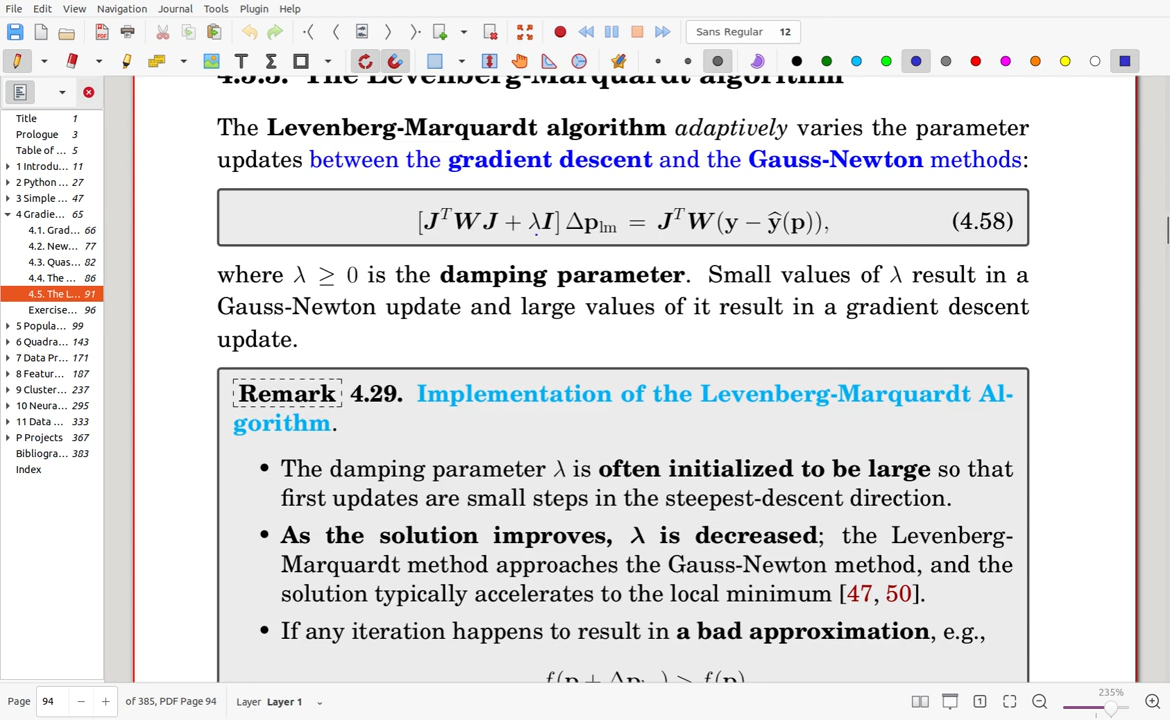 File Edit View Navigation Journal Tools Plugin Help
Sans Regular 12
Title 1
Prologue 3
Table of ... 5
1 Introdu... 11
2 Python ... 27
3 Simple ... 47
4 Gradie... 65
4.1. Grad... 66
4.2. New... 77
4.3. Quas... 82
4.4. The ... 86
4.5. The L... 91
Exercise... 96
5 Popula... 99
6 Quadra... 143
7 Data Pr... 171
8 Featur... 187
9 Cluster... 237
10 Neura... 295
11 Data ... 333
P Projects 367
Bibliogra... 383
Index
4.5.3. The Levenberg-Marquardt algorithm
The Levenberg-Marquardt algorithm adaptively varies the parameter
updates between the gradient descent and the Gauss-Newton methods:
[JᵀWJ + λI] Δp_lm = JᵀW(y − ŷ(p)), (4.58)
where λ ≥ 0 is the damping parameter. Small values of λ result in a
Gauss-Newton update and large values of it result in a gradient descent
update.
Remark 4.29. Implementation of the Levenberg-Marquardt Al-
gorithm.
• The damping parameter λ is often initialized to be large so that
first updates are small steps in the steepest-descent direction.
• As the solution improves, λ is decreased; the Levenberg-
Marquardt method approaches the Gauss-Newton method, and the
solution typically accelerates to the local minimum [47, 50].
• If any iteration happens to result in a bad approximation, e.g.,
Page 94 of 385, PDF Page 94 Layer Layer 1 235%